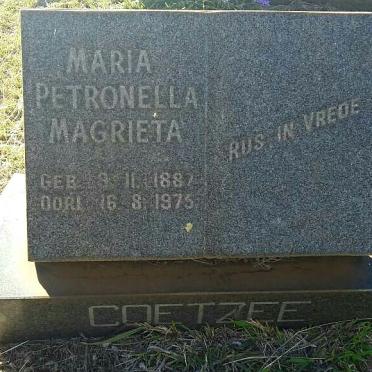 MARIA
PETRONELLA
MAGRIETA
GEB. 9. 11. 1887
OORL. 16. 8. 1975
RUS IN VREDE
COETZEE